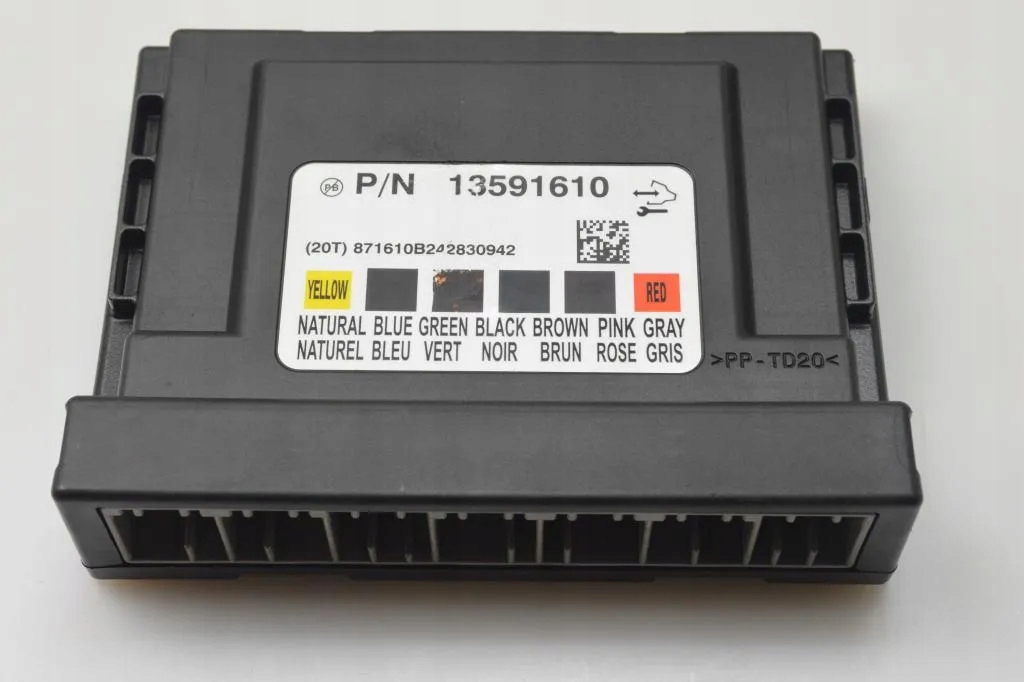 PB P/N 13591610
(20T) 871610B242830942
YELLOW RED
NATURAL BLUE GREEN BLACK BROWN PINK GRAY
NATUREL BLEU VERT NOIR BRUN ROSE GRIS
>PP-TD20<